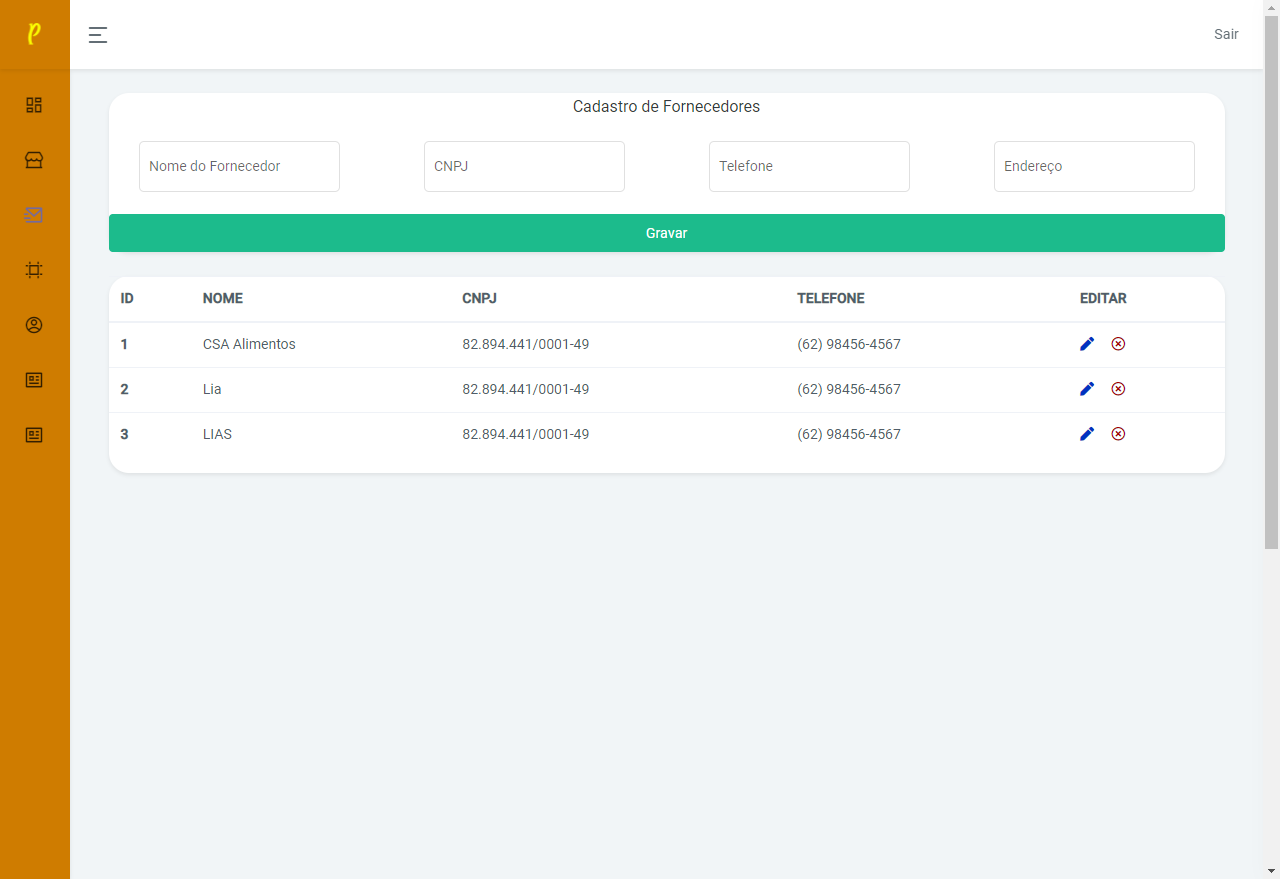 p
Sair
Cadastro de Fornecedores
Nome do Fornecedor CNPJ Telefone Endereço
Gravar
ID NOME CNPJ TELEFONE EDITAR
1 CSA Alimentos 82.894.441/0001-49 (62) 98456-4567
2 Lia 82.894.441/0001-49 (62) 98456-4567
3 LIAS 82.894.441/0001-49 (62) 98456-4567